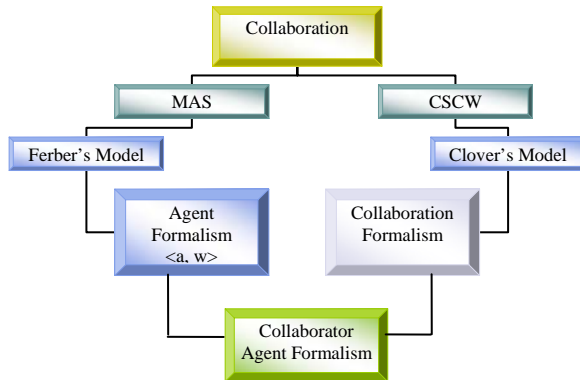 Collaboration
MAS
CSCW
Ferber's Model
Clover's Model
Agent
Formalism
<a, w>
Collaboration
Formalism
Collaborator
Agent Formalism